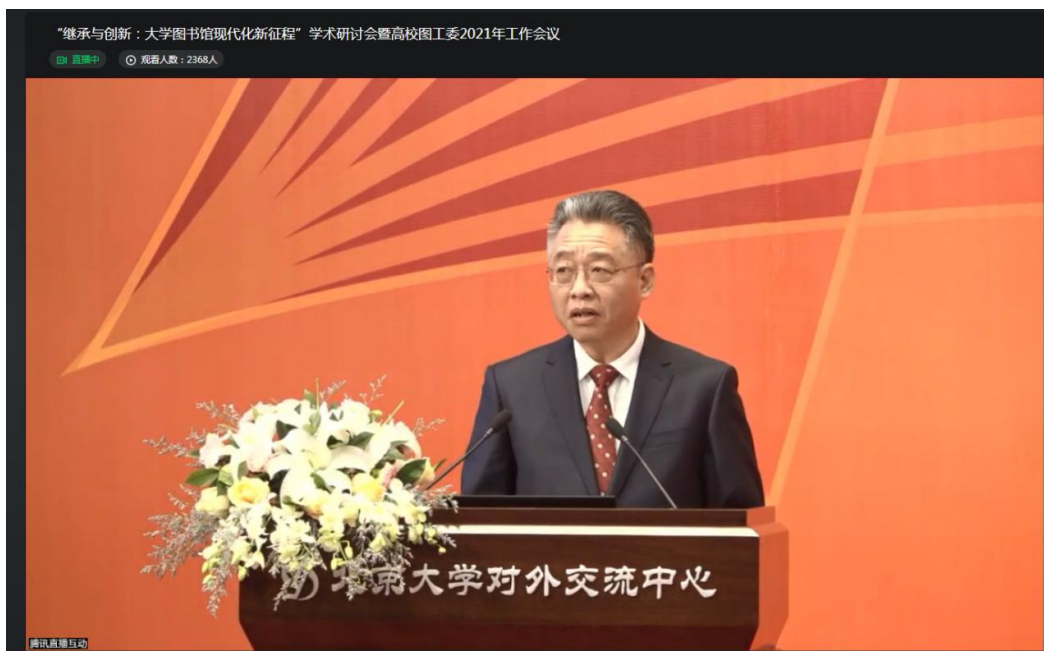 “继承与创新：大学图书馆现代化新征程”学术研讨会暨高校图工委2021年工作会议
直播中
观看人数：2368人
北京大学对外交流中心
腾讯直播互动